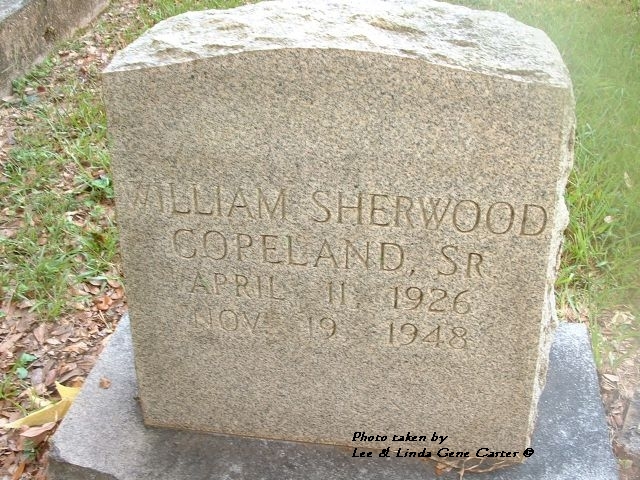 WILLIAM SHERWOOD
COPELAND, SR.
APRIL 11, 1926
NOV. 19, 1948
Photo taken by
Lee & Linda Gene Carter ©